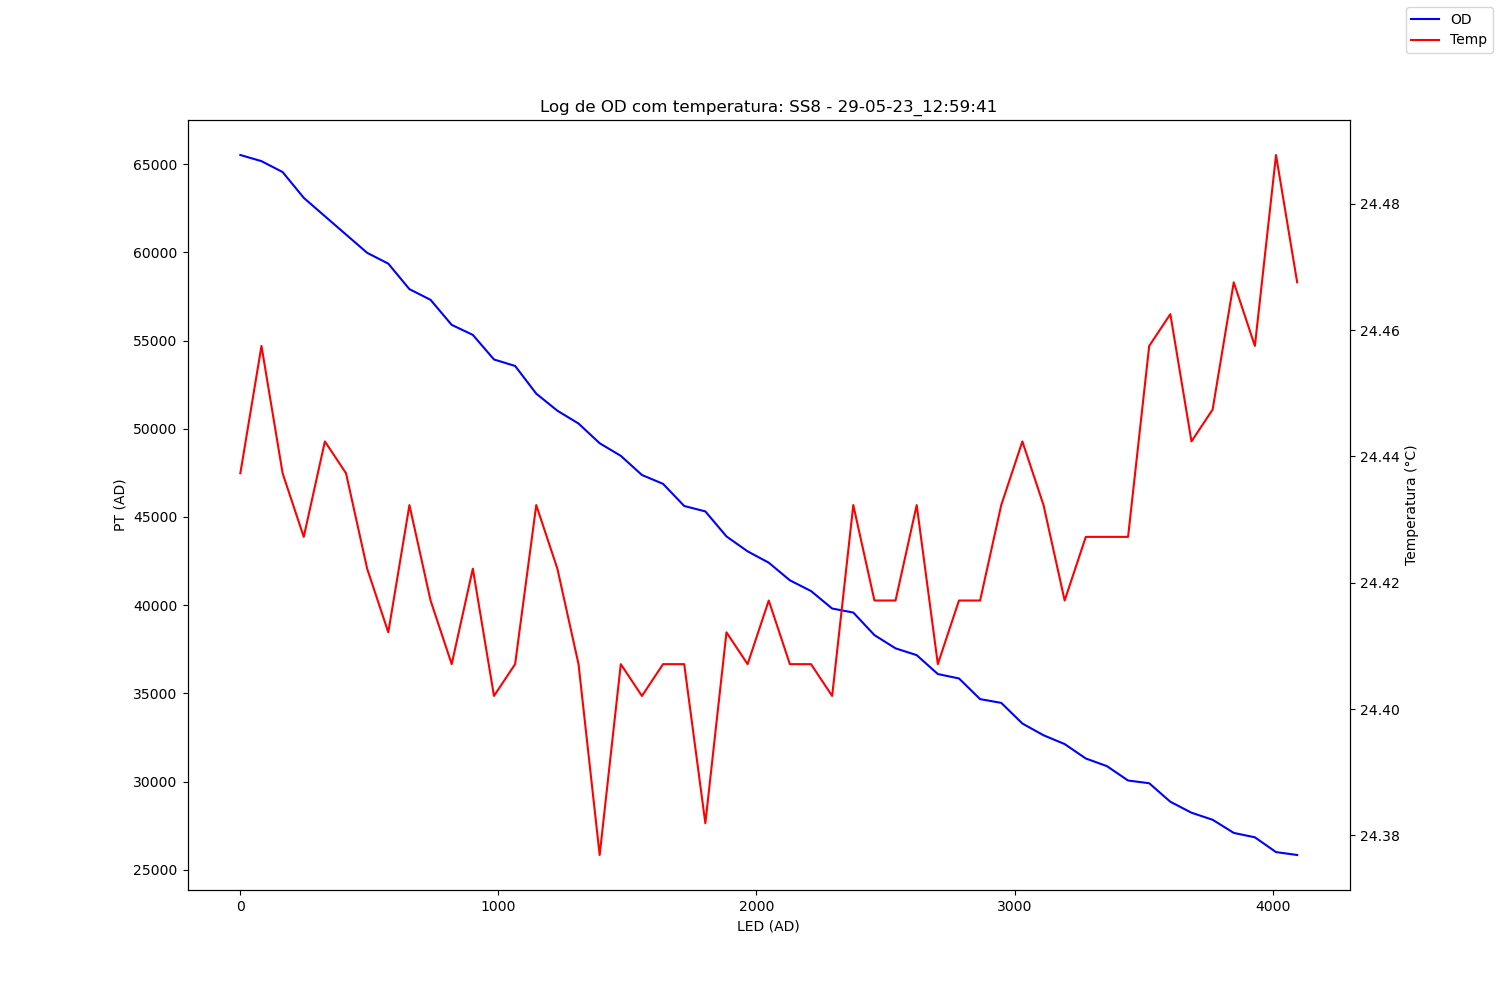 OD
Temp
Log de OD com temperatura: SS8 - 29-05-23_12:59:41
65000
60000
55000
50000
45000
40000
35000
30000
25000
PT (AD)
24.48
24.46
24.44
24.42
24.40
24.38
Temperatura (°C)
0 1000 2000 3000 4000
LED (AD)